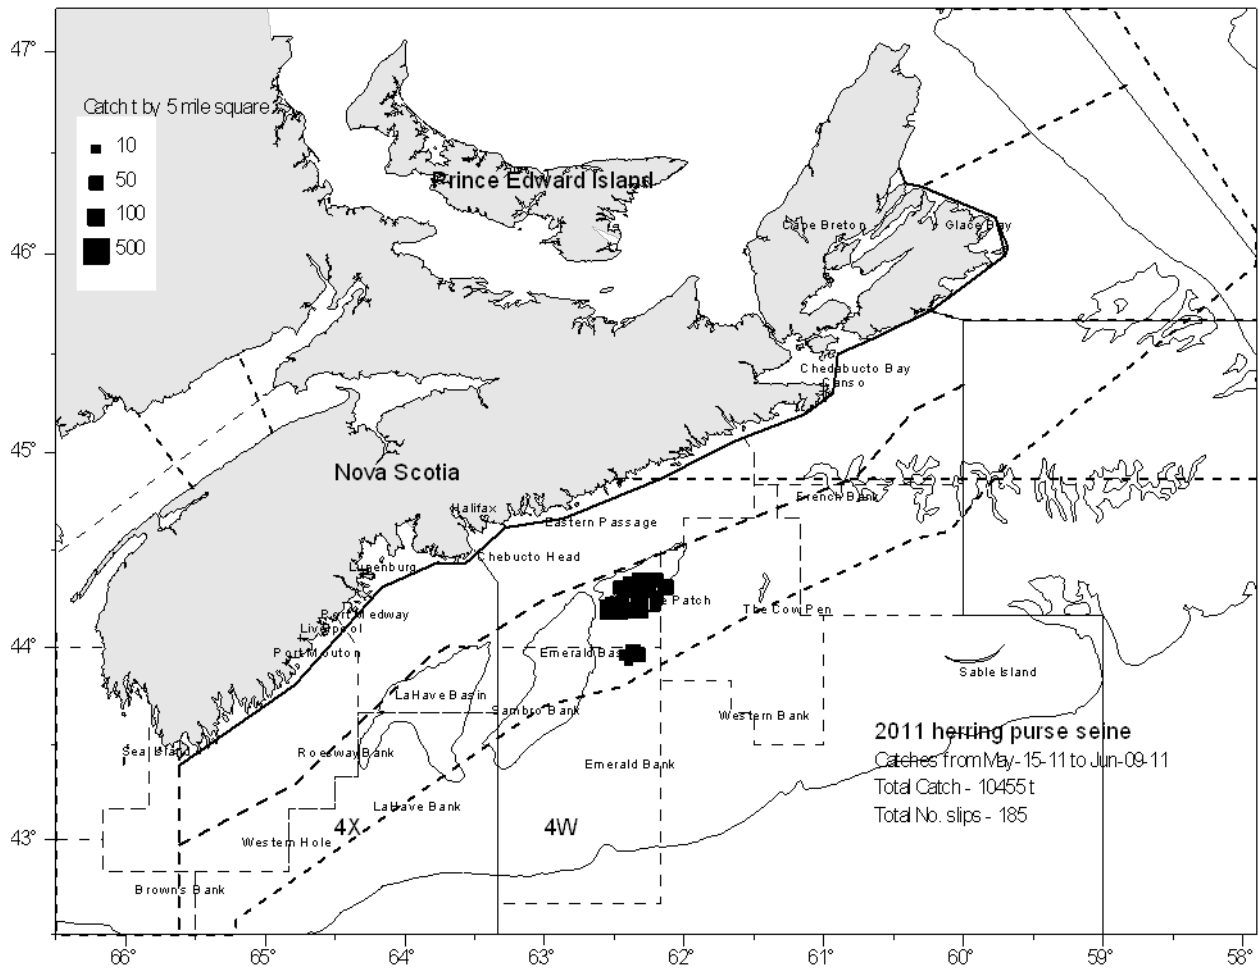 47°
Catch t by 5 mile square
10
50
100
500
Prince Edward Island
Cape Breton
Glace Bay
46°
Chedabucto Bay
Canso
45°
Nova Scotia
French Bank
Halifax
Eastern Passage
Chebucto Head
Lunenburg
Patch
The Cow Pen
Port Medway
Liverpool
44°
Port Mouton
Emerald
Sable Island
LaHave Basin
Sambro Bank
Western Bank
2011 herring purse seine
Sea Island
Roseway Bank
Catches from May-15-11 to Jun-09-11
Emerald Bank
Total Catch - 10455 t
LaHave Bank
Total No. slips - 185
4X
4W
43°
Western Hole
Brown's Bank
66°
65°
64°
63°
62°
61°
60°
59°
58°